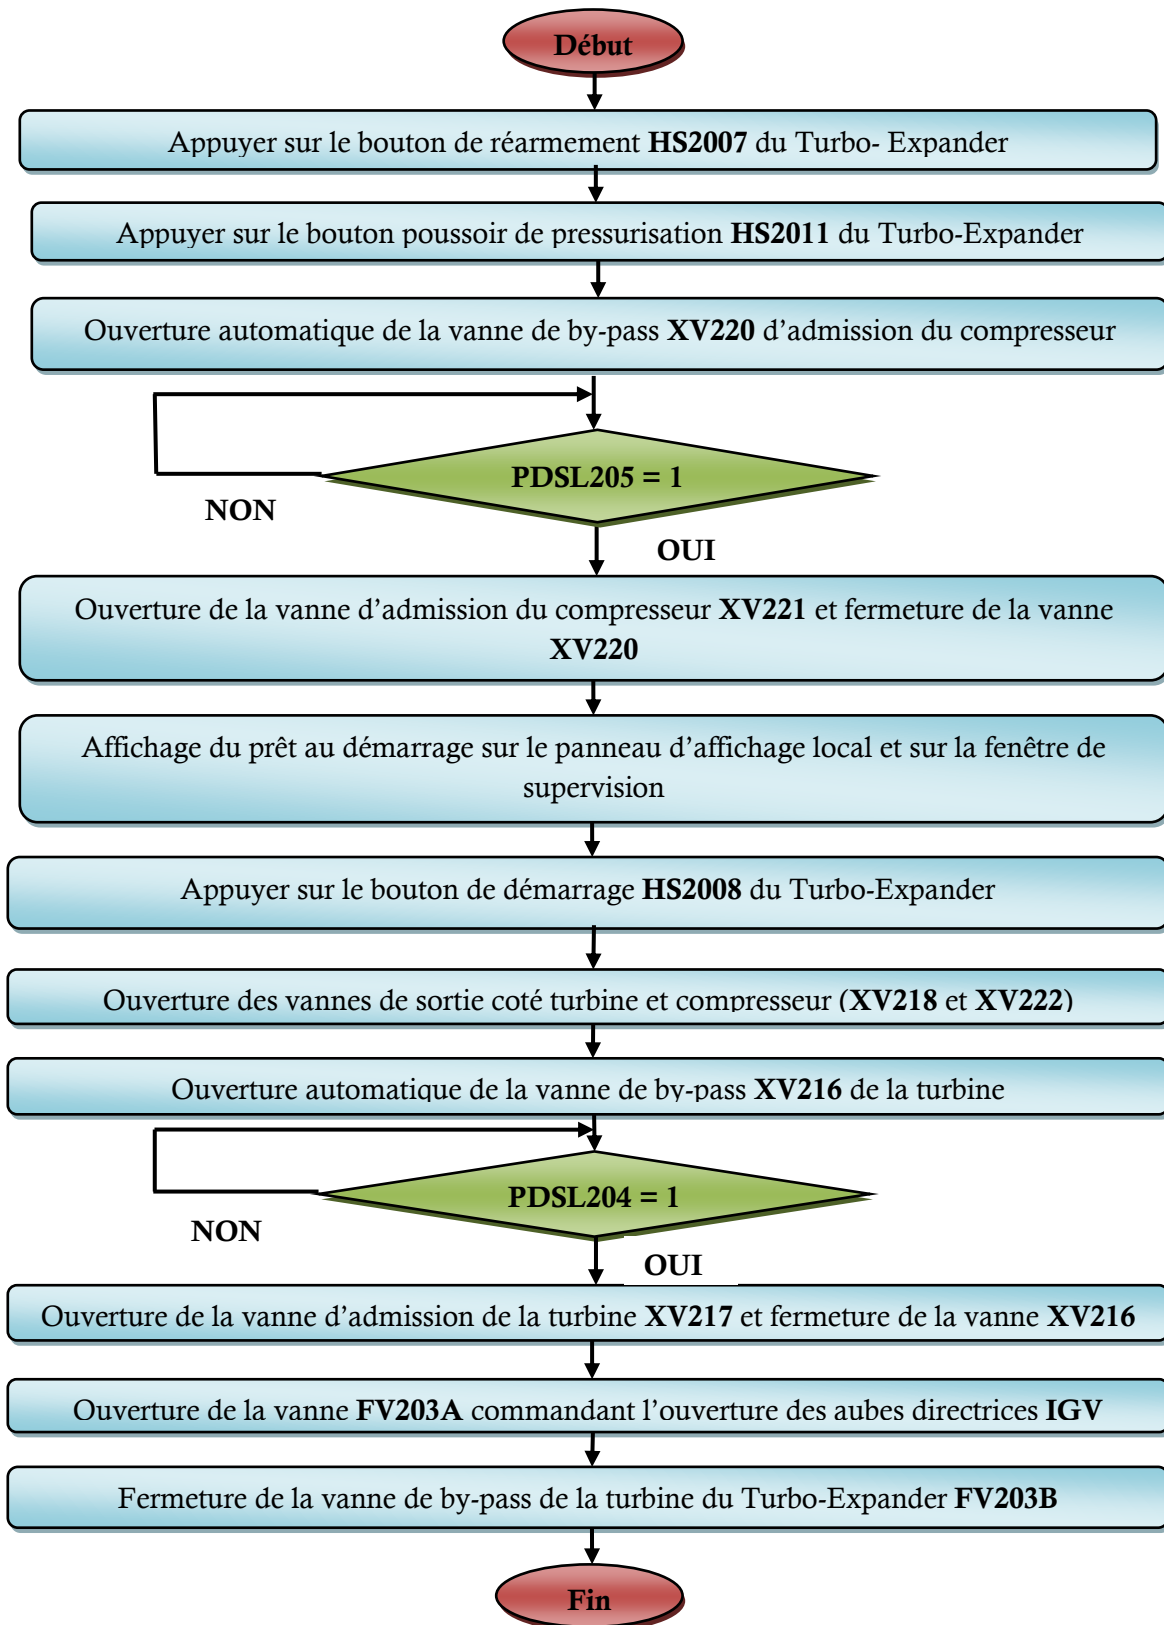 Début
Appuyer sur le bouton de réarmement HS2007 du Turbo- Expander
Appuyer sur le bouton poussoir de pressurisation HS2011 du Turbo-Expander
Ouverture automatique de la vanne de by-pass XV220 d’admission du compresseur
PDSL205 = 1
NON
OUI
Ouverture de la vanne d’admission du compresseur XV221 et fermeture de la vanne
XV220
Affichage du prêt au démarrage sur le panneau d’affichage local et sur la fenêtre de
supervision
Appuyer sur le bouton de démarrage HS2008 du Turbo-Expander
Ouverture des vannes de sortie coté turbine et compresseur (XV218 et XV222)
Ouverture automatique de la vanne de by-pass XV216 de la turbine
PDSL204 = 1
NON
OUI
Ouverture de la vanne d’admission de la turbine XV217 et fermeture de la vanne XV216
Ouverture de la vanne FV203A commandant l’ouverture des aubes directrices IGV
Fermeture de la vanne de by-pass de la turbine du Turbo-Expander FV203B
Fin